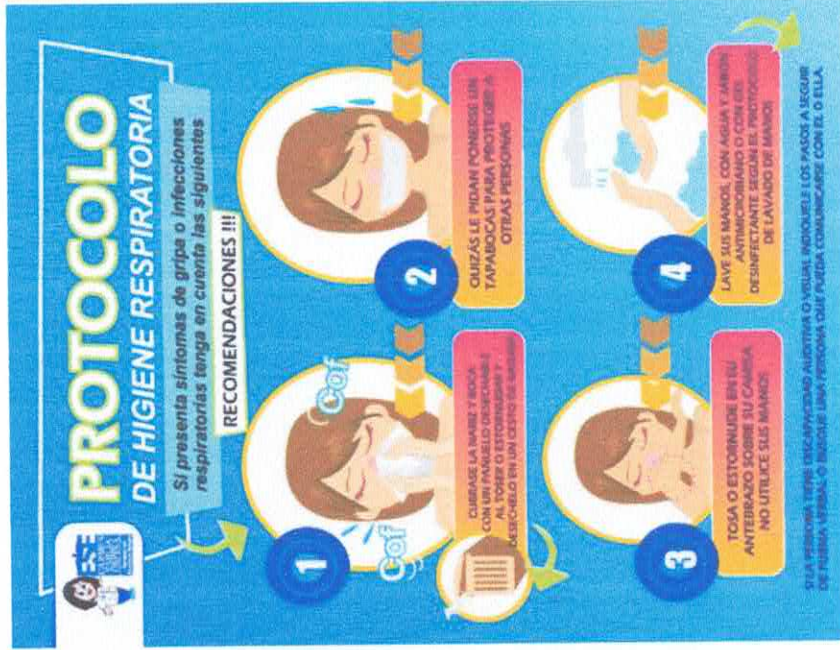 PROTOCOLO
DE HIGIENE RESPIRATORIA
Si presenta síntomas de gripa o infecciones
respiratorias tenga en cuenta las siguientes
RECOMENDACIONES !!!
ESE
1
Cof
Cof
CUBRASE LA NARIZ Y BOCA
CON UN PAÑUELO DESECHABLE
AL TOSER O ESTORNUDAR Y
DESECHELO EN UN CESTO DE BASURA
2
QUIZÁS LE PIDAN PONERSE UN
TAPABOCAS PARA PROTEGER A
OTRAS PERSONAS
3
TOSA O ESTORNUDE EN SU
ANTEBRAZO SOBRE SU CAMISA
NO UTILICE SUS MANOS
4
LAVE SUS MANOS, CON AGUA Y JABÓN
ANTIMICROBIANO O CON GEL
DESINFECTANTE SEGÚN EL PROTOCOLO
DE LAVADO DE MANOS
SI LA PERSONA TIENE DISCAPACIDAD AUDITIVA O VISUAL INDIQUELE LOS PASOS A SEGUIR
DE FORMA VERBAL O BUSQUE UNA PERSONA QUE PUEDA COMUNICARSE CON EL O ELLA.